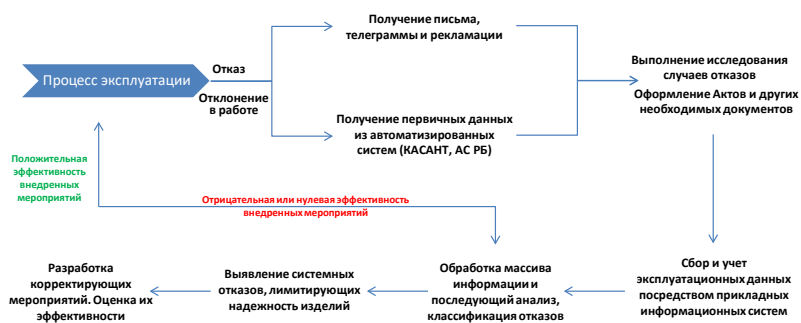 Получение письма,
телеграммы и рекламации
Процесс эксплуатации
Отказ
Отклонение
в работе
Получение первичных данных
из автоматизированных
систем (КАСАНТ, АС РБ)
Выполнение исследования
случаев отказов
Оформление Актов и других
необходимых документов
Положительная
эффективность
внедренных
мероприятий
Отрицательная или нулевая эффективность
внедренных мероприятий
Разработка
корректирующих
мероприятий. Оценка их
эффективности
Выявление системных
отказов, лимитирующих
надежность изделий
Обработка массива
информации и
последующий анализ,
классификация отказов
Сбор и учет
эксплуатационных данных
посредством прикладных
информационных систем